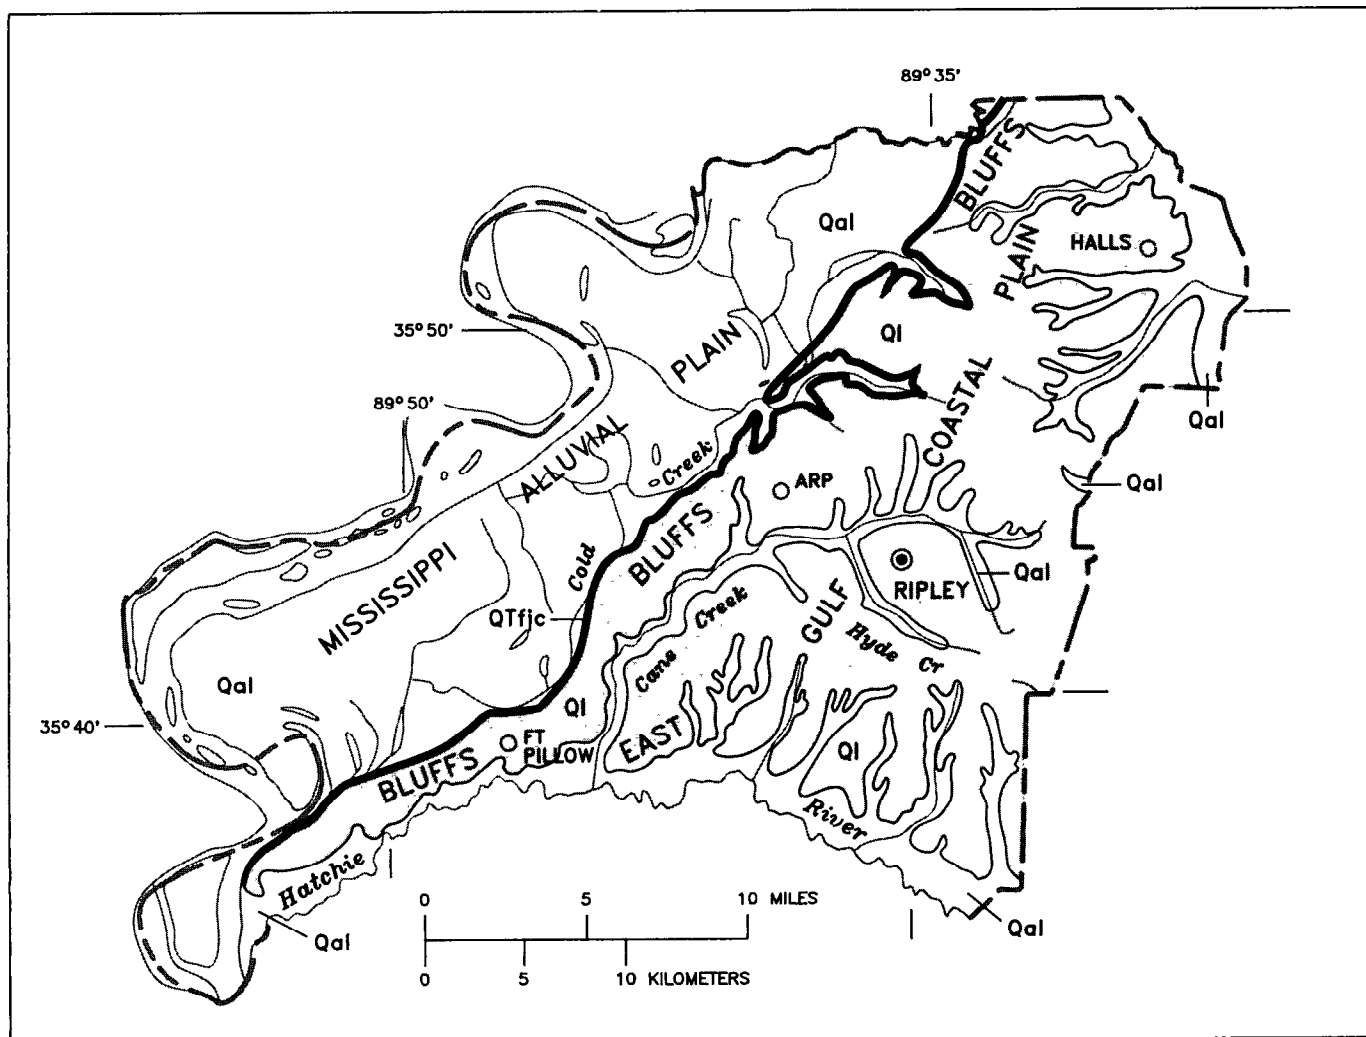 89° 35'
BLUFFS
Qal
HALLS
PLAIN
35° 50'
PLAIN
Ql
Qal
89° 50'
COASTAL
ALLUVIAL
Creek
ARP
Qal
BLUFFS
MISSISSIPPI
Cold
RIPLEY
Qal
QTfjc
Creek
GULF
Hyde Cr
Cane
Qal
Ql
35° 40'
EAST
FT
PILLOW
BLUFFS
Ql
River
Hatchie
Qal
Qal
0 5 10 MILES
0 5 10 KILOMETERS